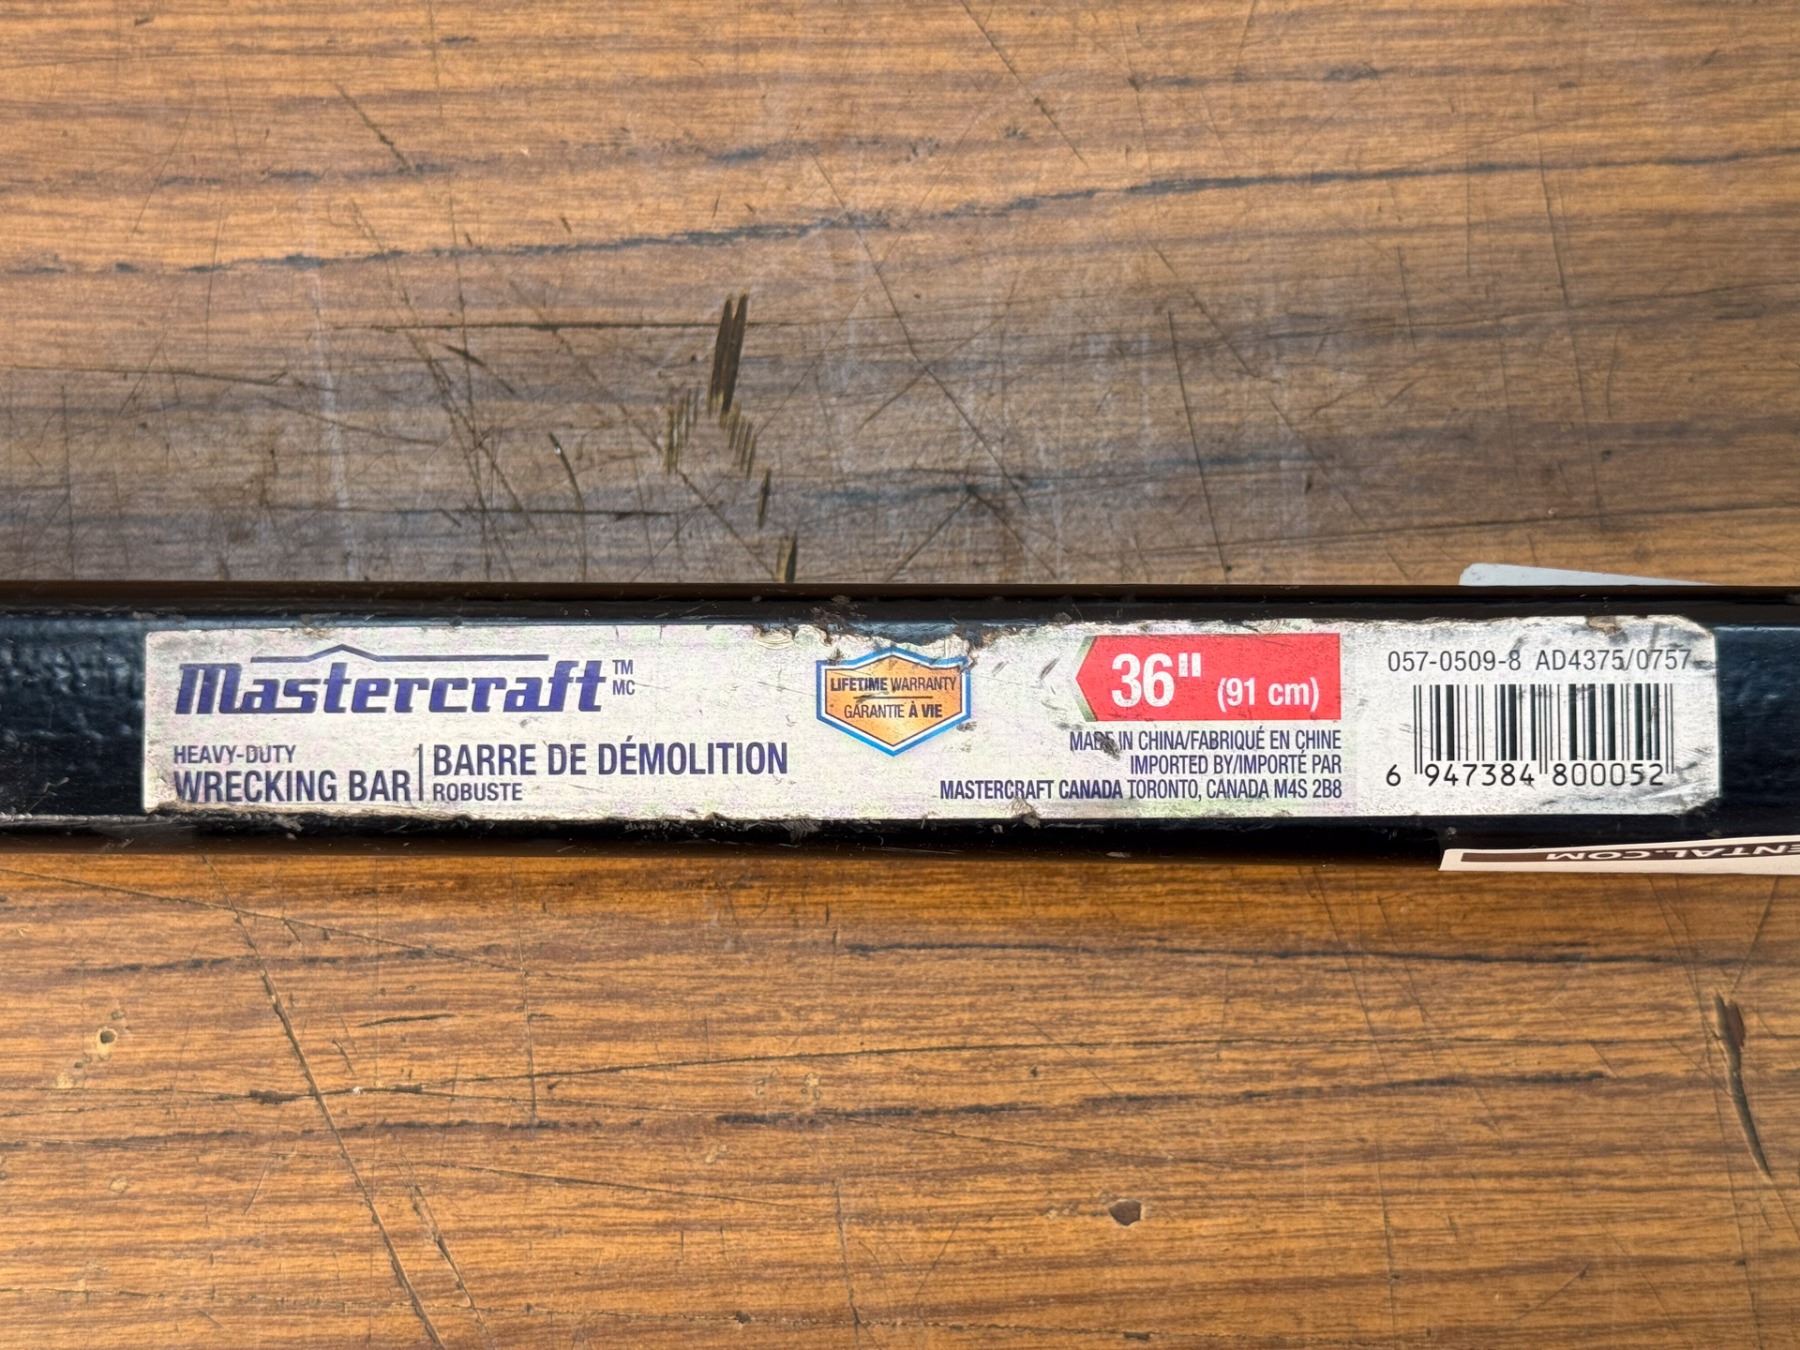 Mastercraft TM MC
HEAVY-DUTY
WRECKING BAR
BARRE DE DÉMOLITION
ROBUSTE
LIFETIME WARRANTY
GARANTIE À VIE
36" (91 cm)
MADE IN CHINA/FABRIQUÉ EN CHINE
IMPORTED BY/IMPORTÉ PAR
MASTERCRAFT CANADA TORONTO, CANADA M4S 2B8
057-0509-8 AD4375/0757
6 947384 800052
ENTAL.COM